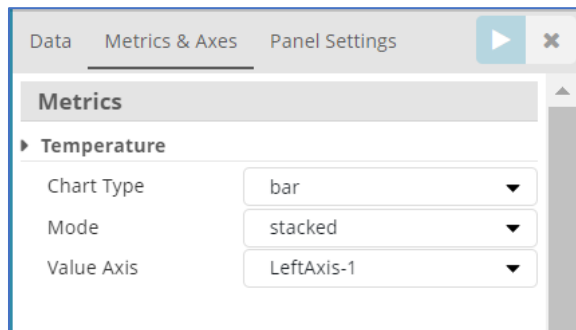 Data Metrics & Axes Panel Settings
Metrics
Temperature
Chart Type bar
Mode stacked
Value Axis LeftAxis-1